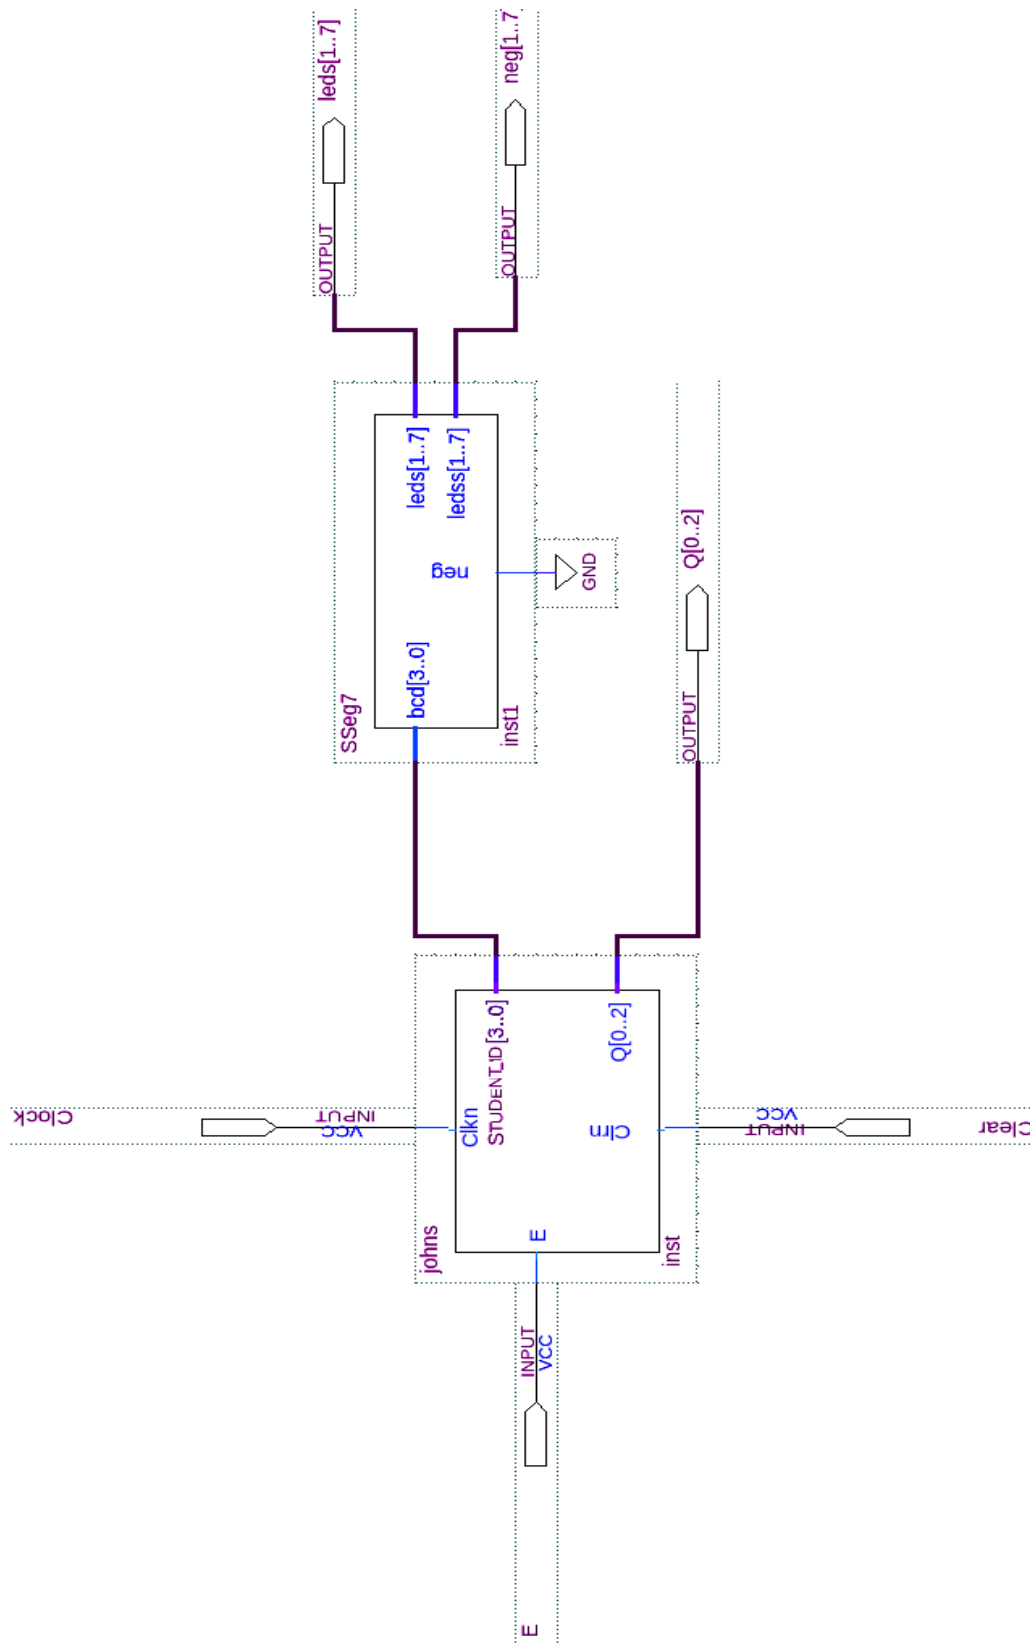 leds[1..7]
OUTPUT
neg[1..7
OUTPUT
SSeg7
leds[1..7]
ledss[1..7]
neg
bcd[3..0]
inst1
GND
Q[0..2]
OUTPUT
johns
STUDENT_ID[3..0]
Q[0..2]
Clkn
Clrn
E
inst
Clock
INPUT
VCC
Clear
INPUT
VCC
E
INPUT
VCC